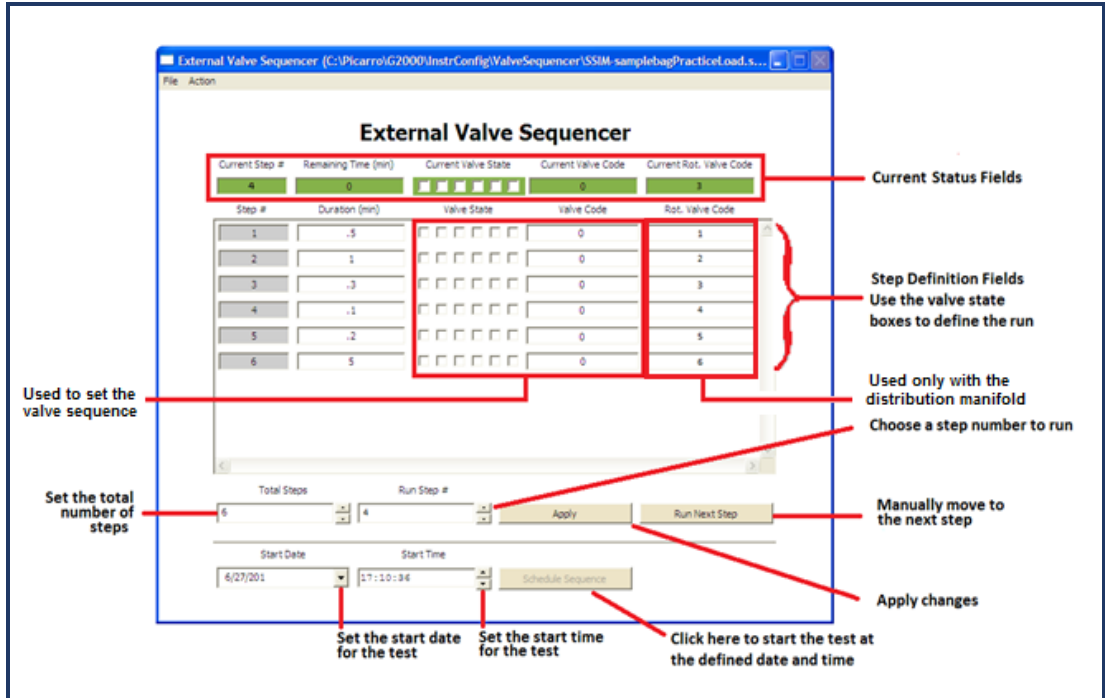 External Valve Sequencer (C:\Picarro\G2000\InstrConfig\ValveSequencer\SSIM-samplebagPracticeLoad.s...
File Action
External Valve Sequencer
Current Step # Remaining Time (min) Current Valve State Current Valve Code Current Rot. Valve Code
4 0 0 3
Current Status Fields
Step # Duration (min) Valve State Valve Code Rot. Valve Code
1 .5 0 1
2 1 0 2
3 .3 0 3
4 .1 0 4
5 .2 0 5
6 5 0 6
Step Definition Fields
Use the valve state
boxes to define the run
Used to set the
valve sequence
Used only with the
distribution manifold
Choose a step number to run
Set the total
number of
steps
Total Steps Run Step #
6 4 Apply Run Next Step
Manually move to
the next step
Start Date Start Time
6/27/201 17:10:36 Schedule Sequence
Apply changes
Set the start date
for the test
Set the start time
for the test
Click here to start the test at
the defined date and time